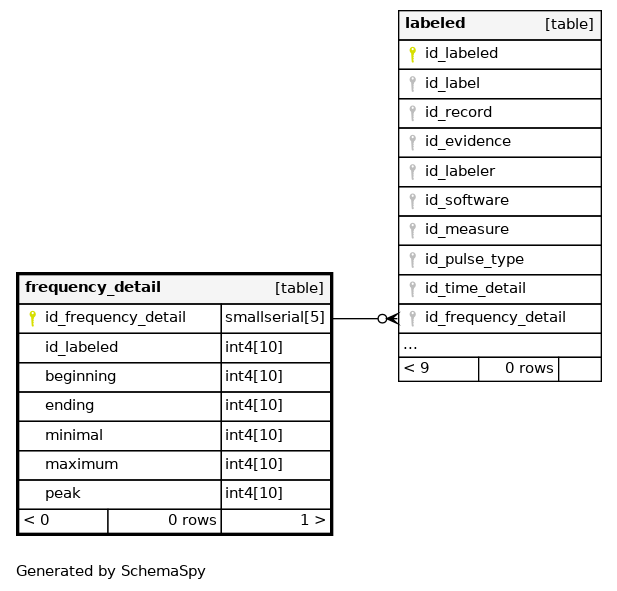 labeled [table]
id_labeled
id_label
id_record
id_evidence
id_labeler
id_software
id_measure
id_pulse_type
id_time_detail
id_frequency_detail
...
< 9 0 rows
frequency_detail [table]
id_frequency_detail smallserial[5]
id_labeled int4[10]
beginning int4[10]
ending int4[10]
minimal int4[10]
maximum int4[10]
peak int4[10]
< 0 0 rows 1 >
Generated by SchemaSpy